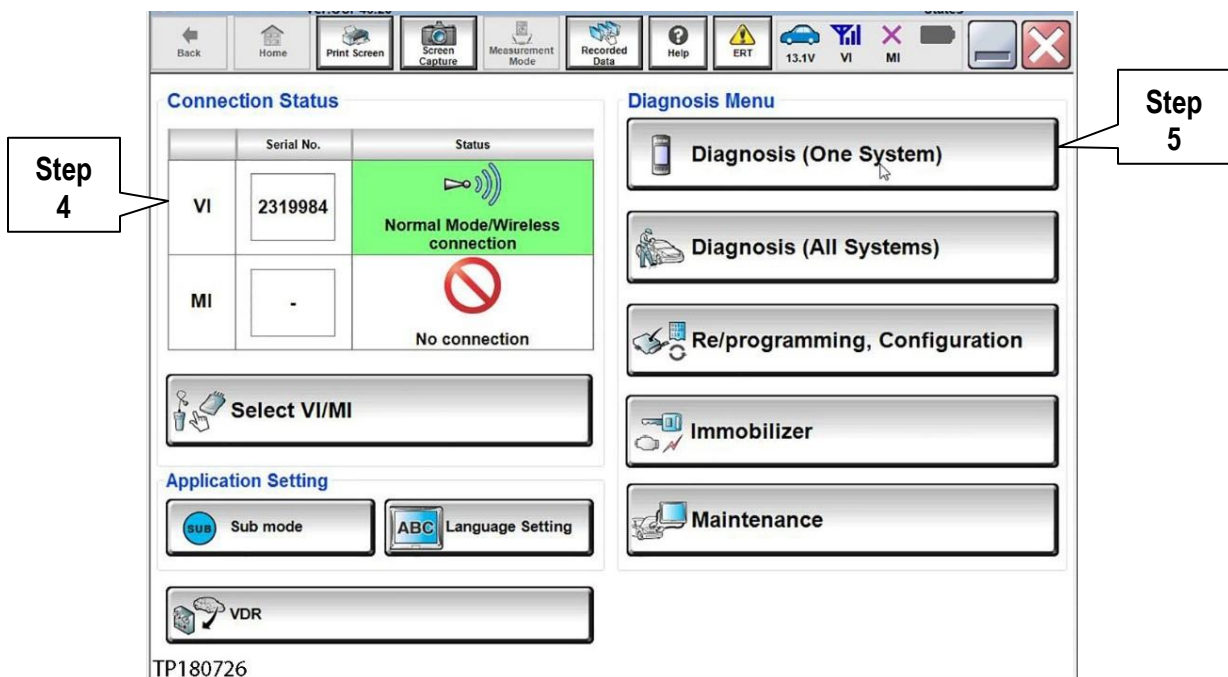 Back
Home
Print Screen
Screen
Capture
Measurement
Mode
Recorded
Data
Help
ERT
13.1V
VI
MI
Connection Status
Serial No.
Status
VI
2319984
Normal Mode/Wireless
connection
MI
-
No connection
Select VI/MI
Application Setting
SUB
Sub mode
ABC
Language Setting
VDR
TP180726
Diagnosis Menu
Diagnosis (One System)
Diagnosis (All Systems)
Re/programming, Configuration
Immobilizer
Maintenance
Step
4
Step
5